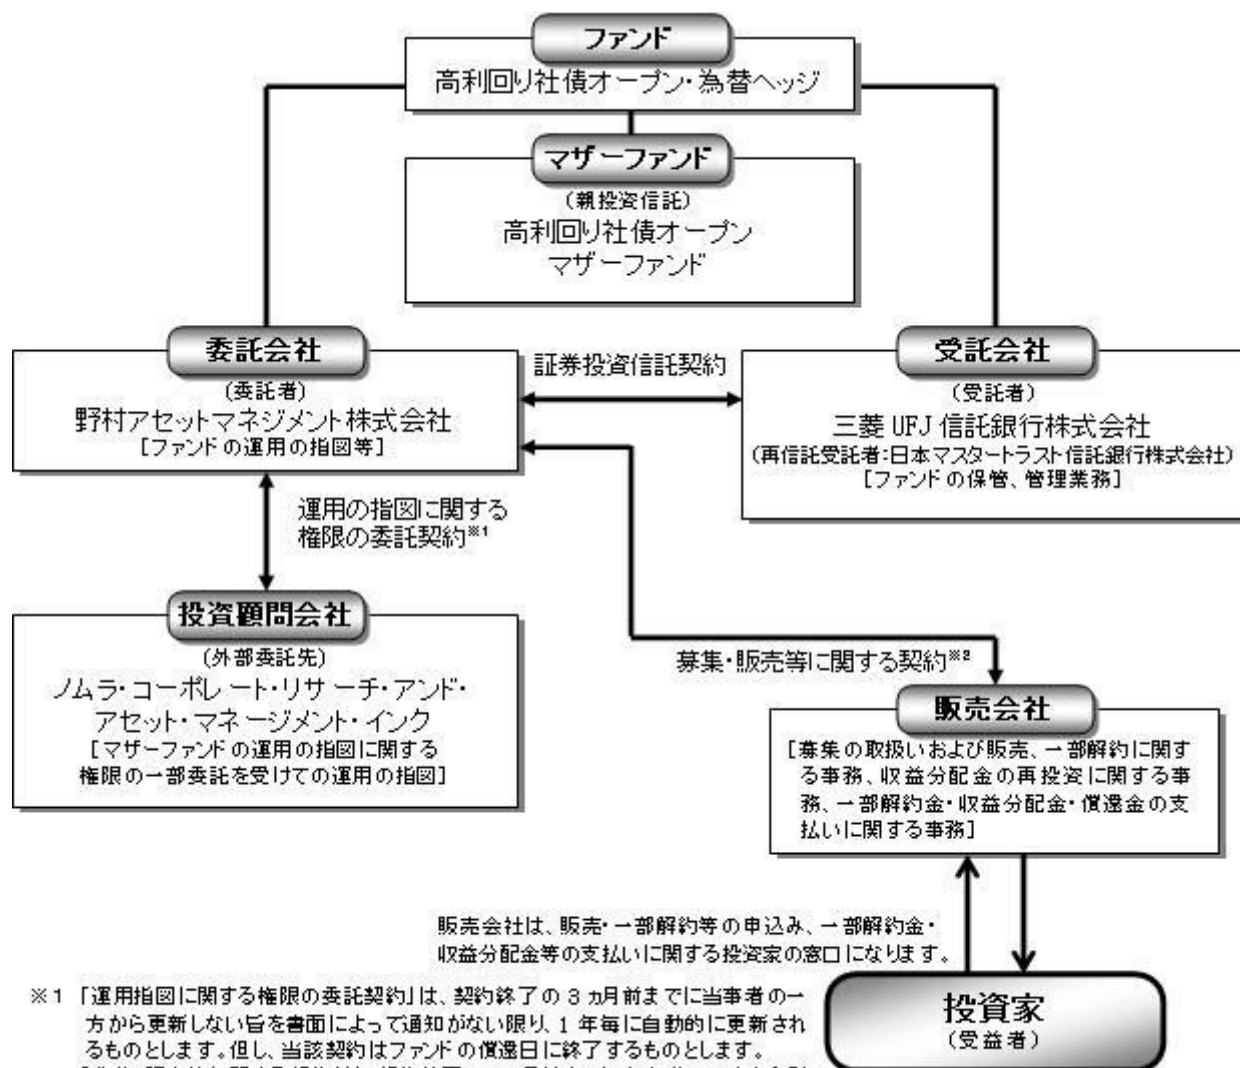 ファンド
高利回り社債オープン・為替ヘッジ
マザーファンド
(親投資信託)
高利回り社債オープン
マザーファンド
委託会社
(委託者)
野村アセットマネジメント株式会社
[ファンドの運用の指図等]
証券投資信託契約
受託会社
(受託者)
三菱UFJ信託銀行株式会社
(再信託受託者:日本マスタートラスト信託銀行株式会社)
[ファンドの保管、管理業務]
運用の指図に関する
権限の委託契約※1
投資顧問会社
(外部委託先)
ノムラ・コーポレート・リサーチ・アンド・
アセット・マネージメント・インク
[マザーファンドの運用の指図に関する
権限の一部委託を受けての運用の指図]
募集・販売等に関する契約※2
販売会社
[募集の取扱いおよび販売、一部解約に関す
る事務、収益分配金の再投資に関する事
務、一部解約金・収益分配金・償還金の支
払いに関する事務]
販売会社は、販売・一部解約等の申込み、一部解約金・
収益分配金等の支払いに関する投資家の窓口になります。
投資家
(受益者)
※1 「運用指図に関する権限の委託契約」は、契約終了の3ヵ月前までに当事者の一
方から更新しない旨を書面によって通知がない限り、1年毎に自動的に更新され
るものとします。但し、当該契約はファンドの償還日に終了するものとします。